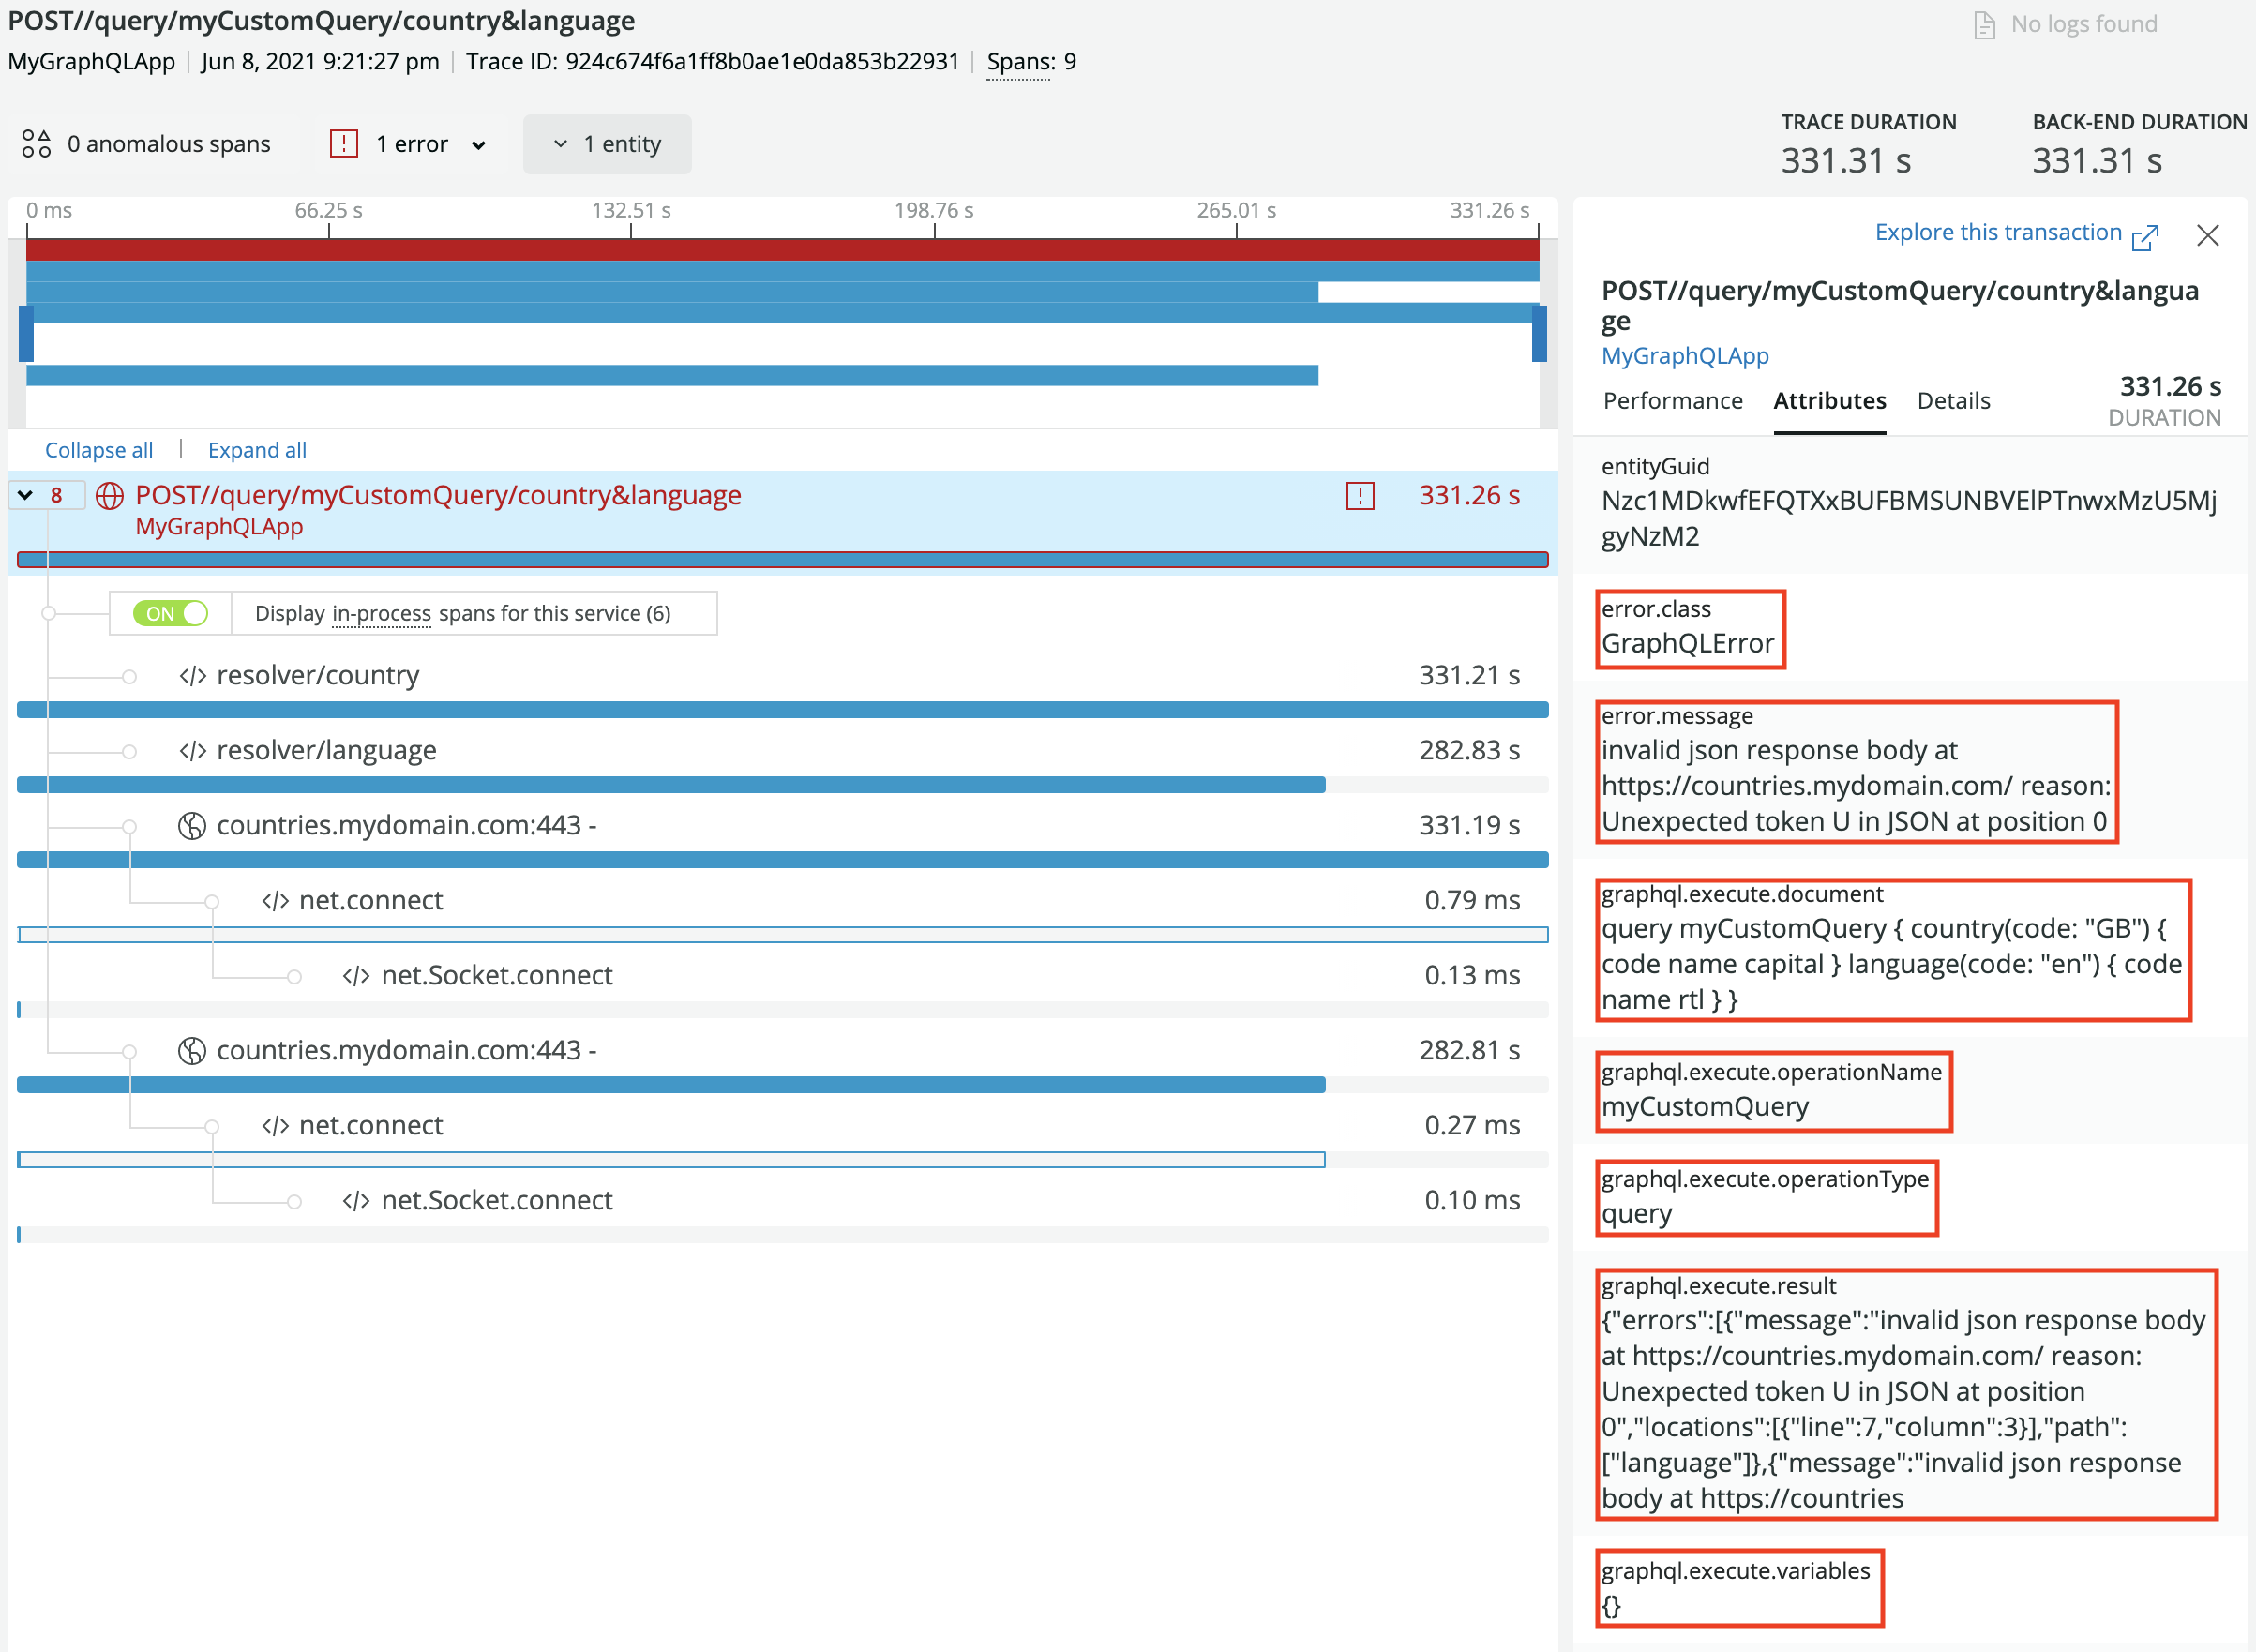 POST//query/myCustomQuery/country&language
No logs found
MyGraphQLApp | Jun 8, 2021 9:21:27 pm | Trace ID: 924c674f6a1ff8b0ae1e0da853b22931 | Spans: 9
0 anomalous spans
1 error
1 entity
TRACE DURATION
331.31 s
BACK-END DURATION
331.31 s
0 ms 66.25 s 132.51 s 198.76 s 265.01 s 331.26 s
Collapse all | Expand all
8 POST//query/myCustomQuery/country&language 331.26 s
MyGraphQLApp
ON Display in-process spans for this service (6)
</> resolver/country 331.21 s
</> resolver/language 282.83 s
countries.mydomain.com:443 - 331.19 s
</> net.connect 0.79 ms
</> net.Socket.connect 0.13 ms
countries.mydomain.com:443 - 282.81 s
</> net.connect 0.27 ms
</> net.Socket.connect 0.10 ms
Explore this transaction
POST//query/myCustomQuery/country&langua
ge
MyGraphQLApp
Performance Attributes Details
331.26 s
DURATION
entityGuid
Nzc1MDkwfEFQTXxBUFBMSUNBVElPTnwxMzU5Mj
gyNzM2
error.class
GraphQLError
error.message
invalid json response body at
https://countries.mydomain.com/ reason:
Unexpected token U in JSON at position 0
graphql.execute.document
query myCustomQuery { country(code: "GB") {
code name capital } language(code: "en") { code
name rtl } }
graphql.execute.operationName
myCustomQuery
graphql.execute.operationType
query
graphql.execute.result
{"errors":[{"message":"invalid json response body
at https://countries.mydomain.com/ reason:
Unexpected token U in JSON at position
0","locations":[{"line":7,"column":3}],"path":
["language"]},{"message":"invalid json response
body at https://countries
graphql.execute.variables
{}